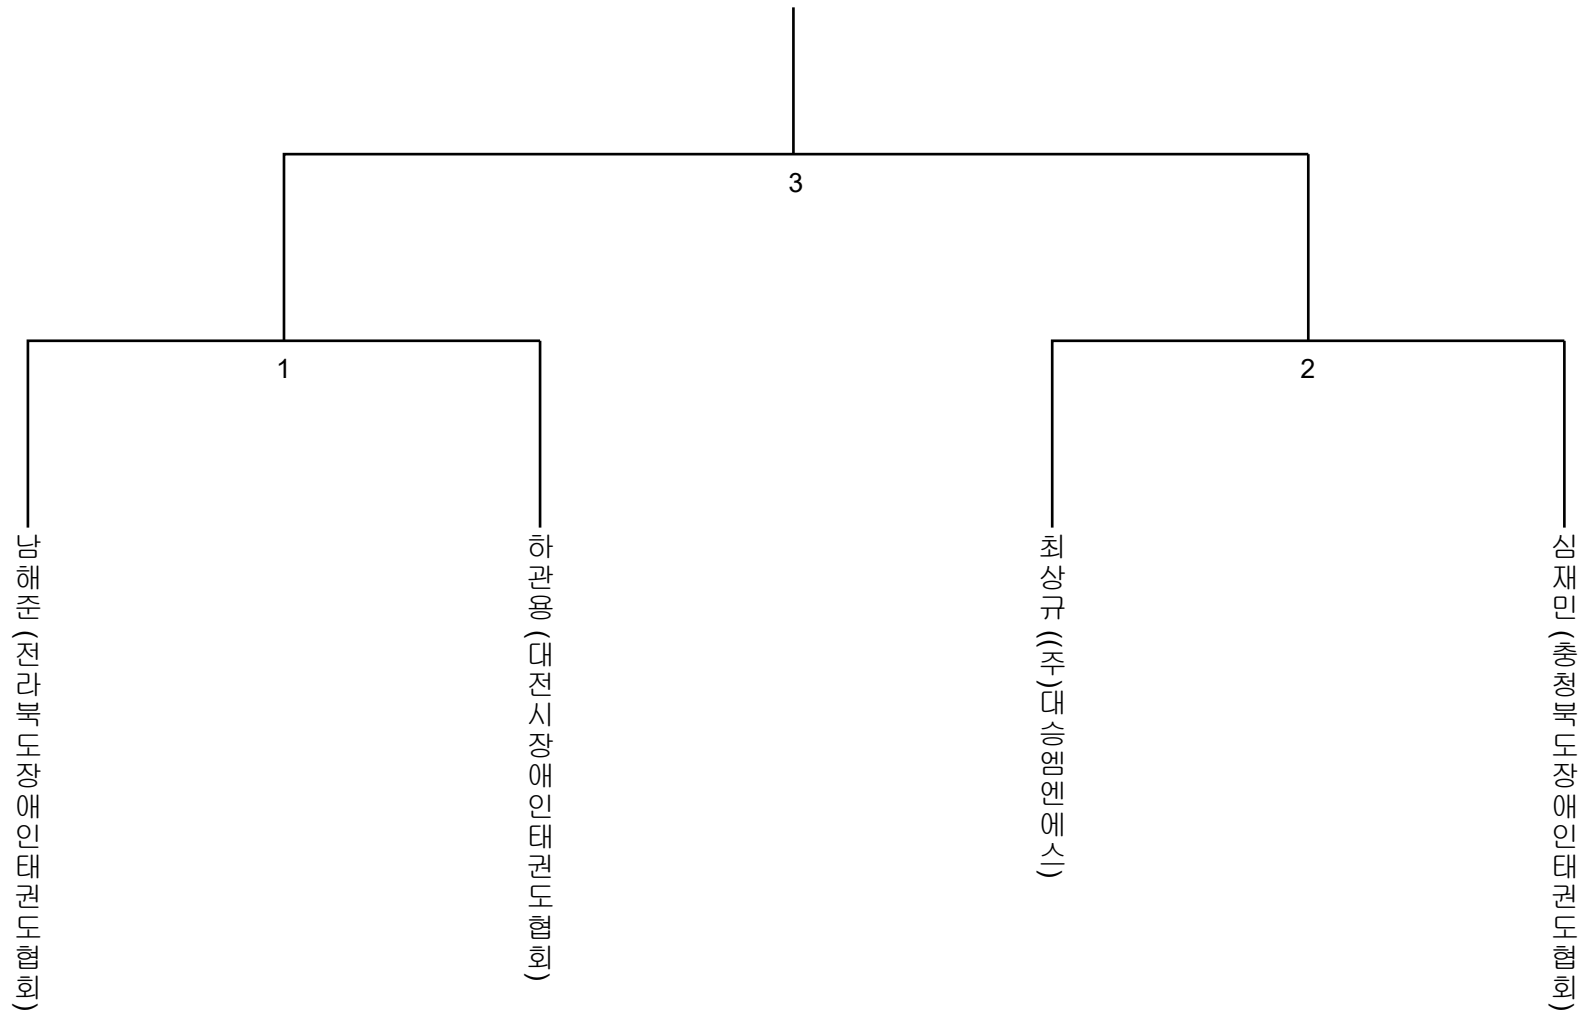 3
1
2
남해준 (전라북도장애인태권도협회)
하관용 (대전시장애인태권도협회)
최상규 ((주)대승엠엔에스)
심재민 (충청북도장애인태권도협회)